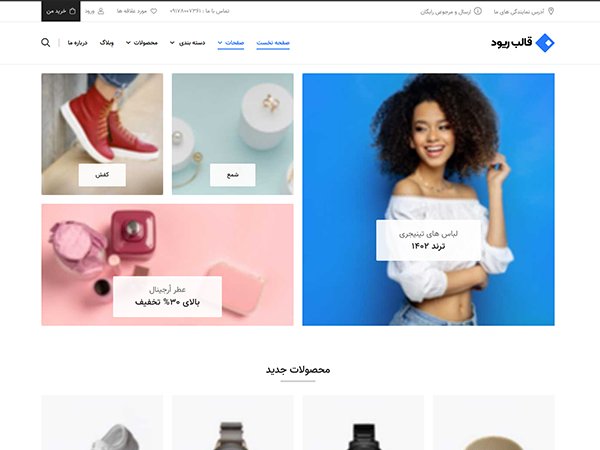 آدرس نمایندگی های ما
ارسال و مرجوعی رایگان
تماس با ما : ۰۹۱۷۸۰۰۷۳۶۱
مورد علاقه ها
ورود
خرید من
قالب ریود
صفحه نخست
صفحات
دسته بندی
محصولات
وبلاگ
درباره ما
لباس های تینیجری
ترند ۱۴۰۲
شمع
کفش
عطر اُرجینال
بالای ۳۰% تخفیف
محصولات جدید